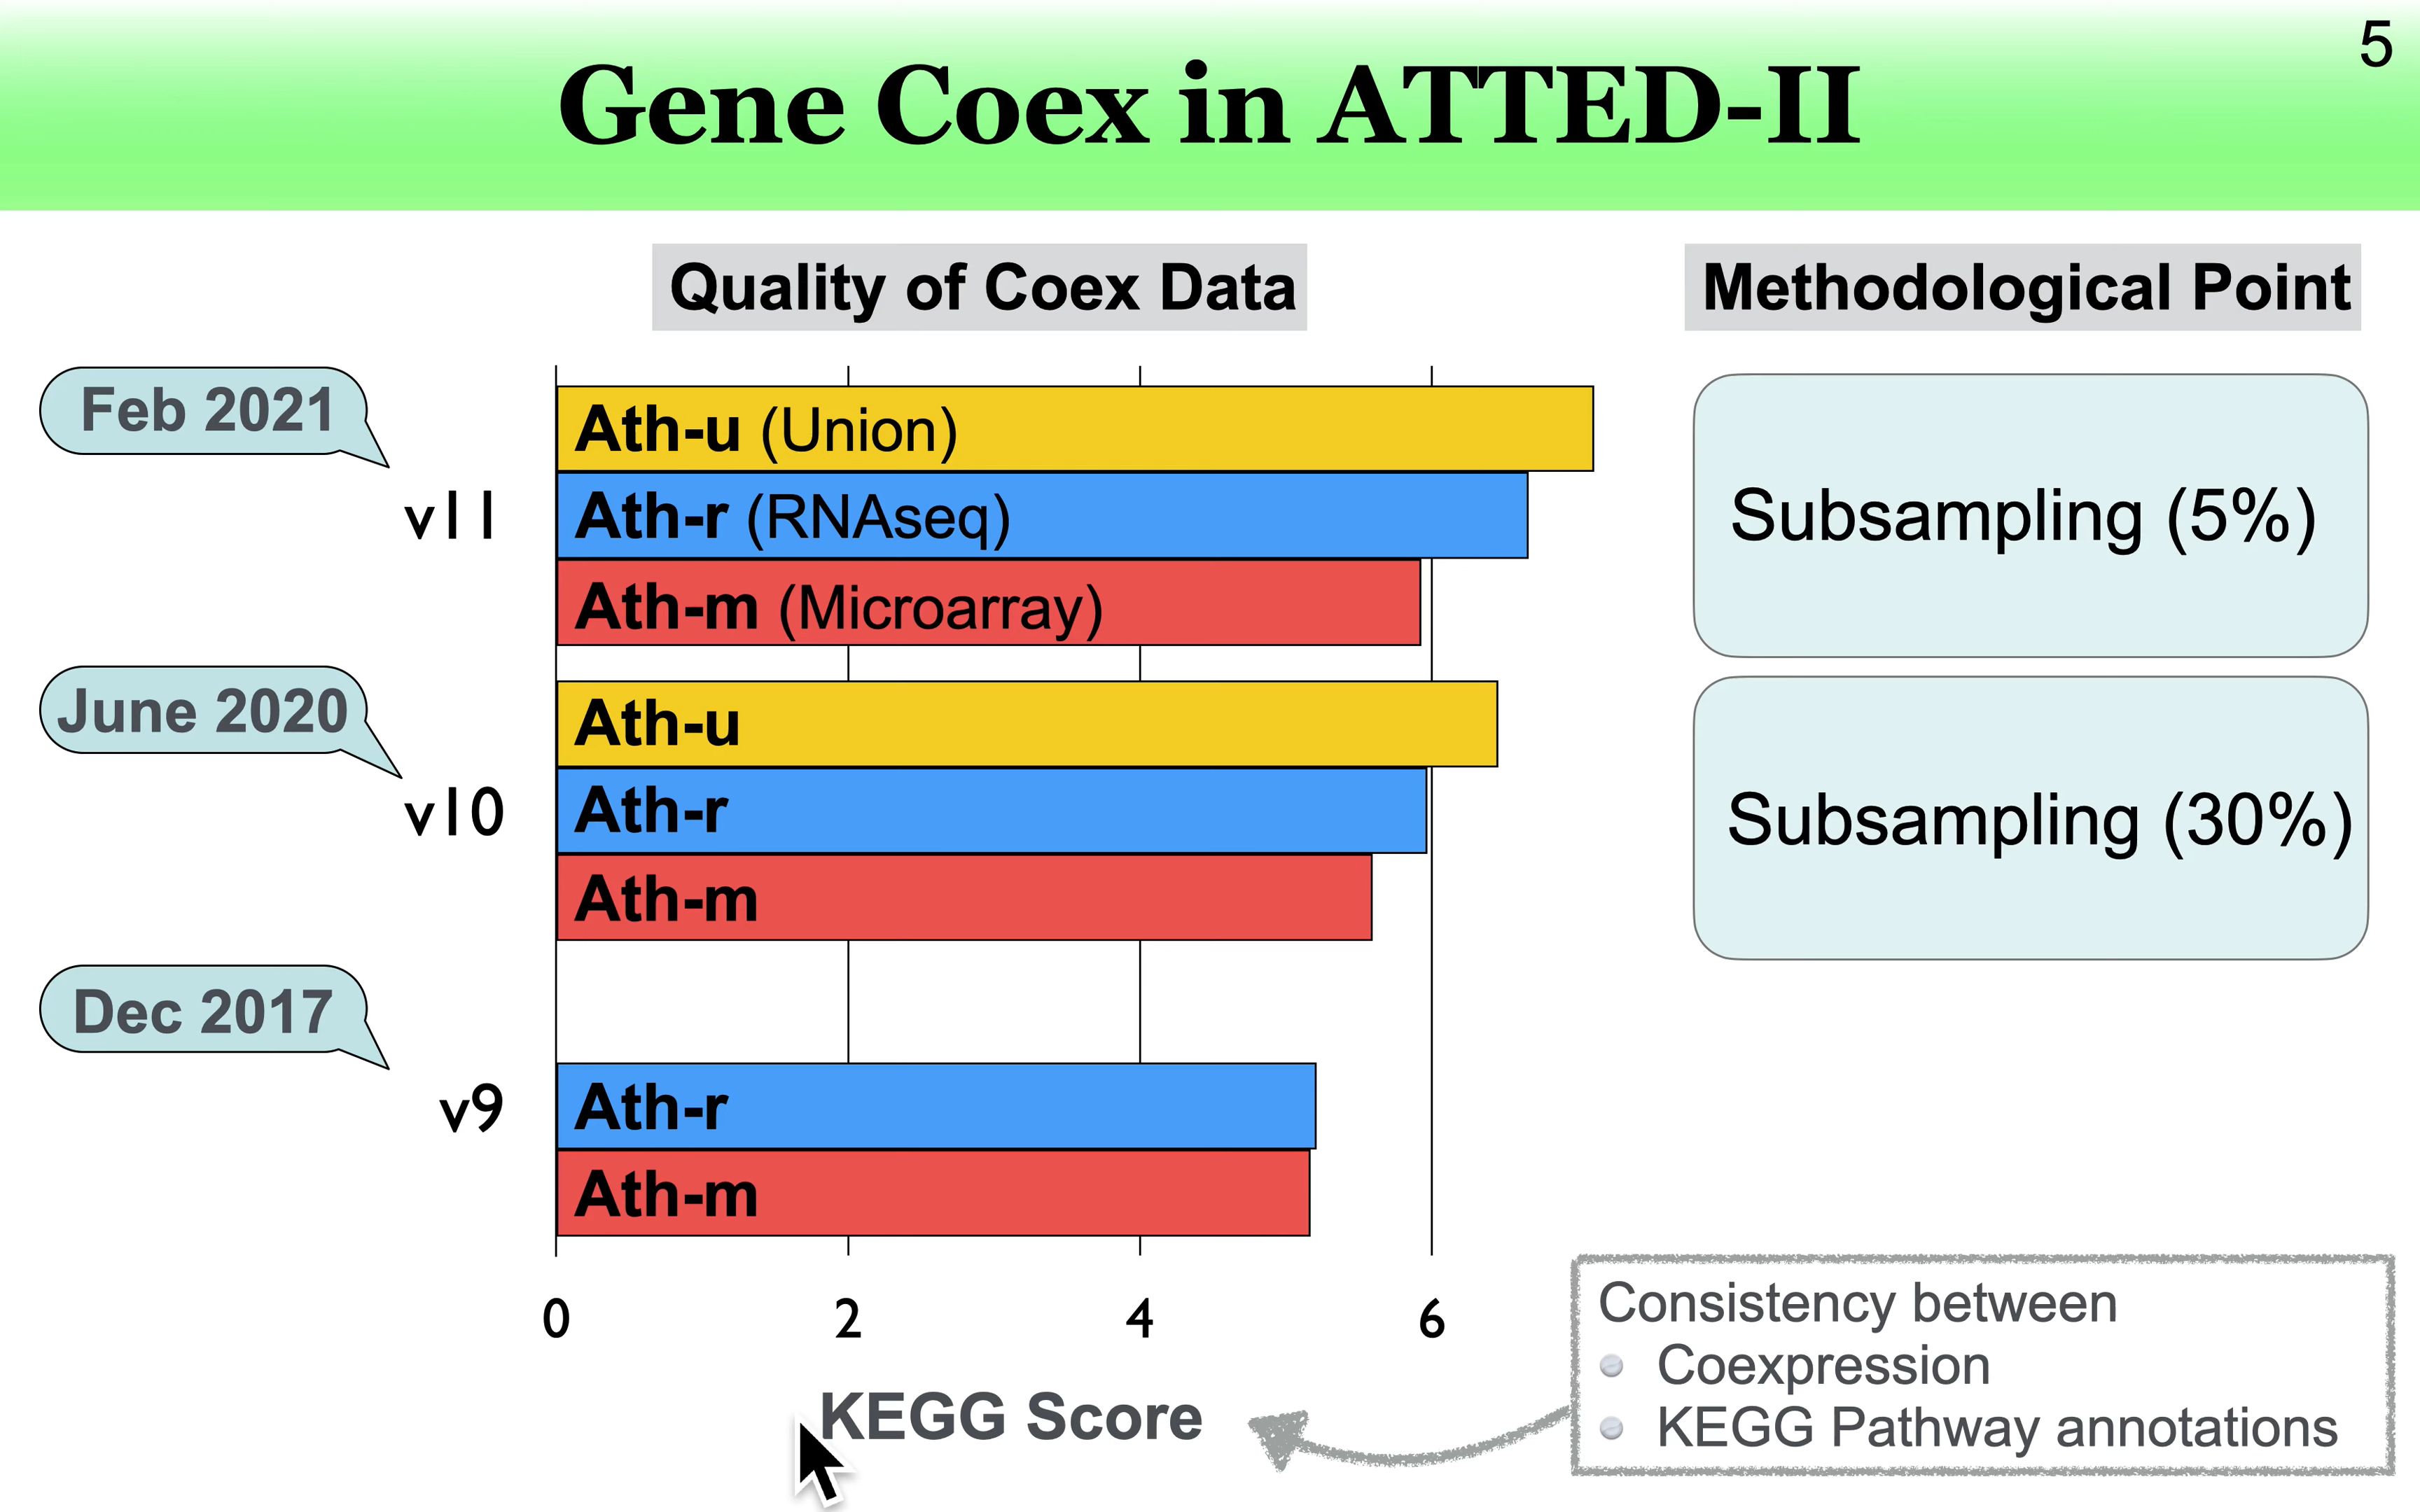 5
Gene Coex in ATTED-II
Quality of Coex Data
Methodological Point
Feb 2021
v11
Ath-u (Union)
Ath-r (RNAseq)
Ath-m (Microarray)
Subsampling (5%)
June 2020
v10
Ath-u
Ath-r
Ath-m
Subsampling (30%)
Dec 2017
v9
Ath-r
Ath-m
0 2 4 6
KEGG Score
Consistency between
Coexpression
KEGG Pathway annotations